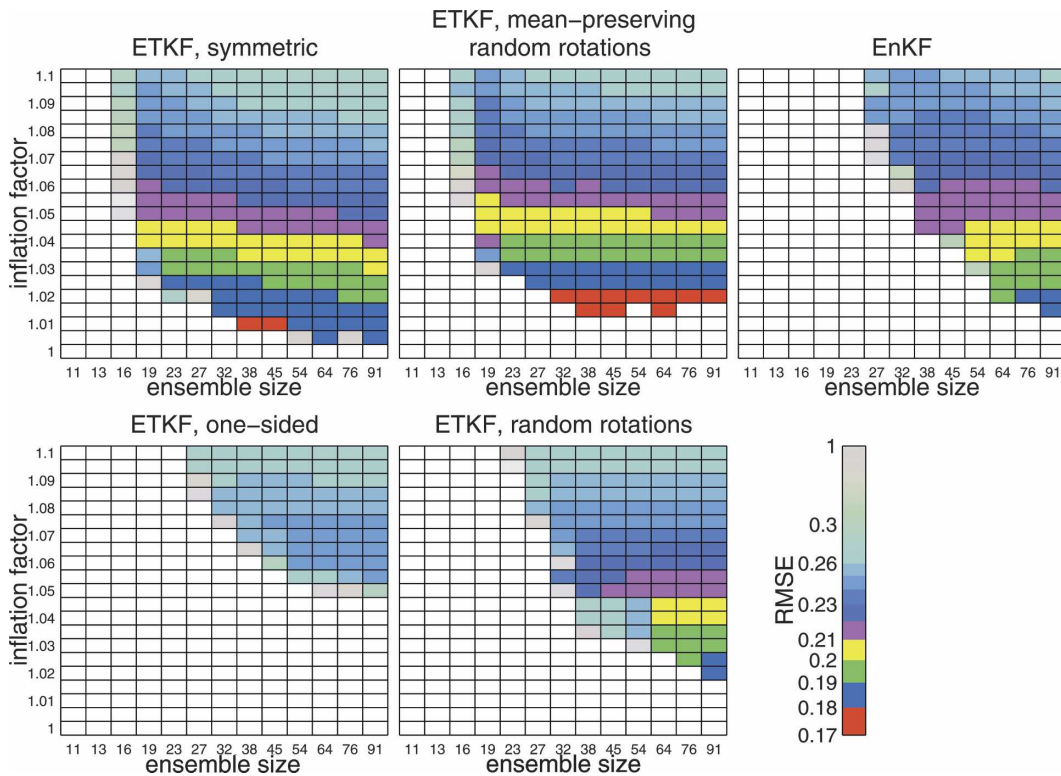 ETKF, symmetric
ETKF, mean−preserving
random rotations
EnKF
inflation factor
1.1
1.09
1.08
1.07
1.06
1.05
1.04
1.03
1.02
1.01
1
11 13 16 19 23 27 32 38 45 54 64 76 91
ensemble size
11 13 16 19 23 27 32 38 45 54 64 76 91
ensemble size
11 13 16 19 23 27 32 38 45 54 64 76 91
ensemble size
ETKF, one−sided
ETKF, random rotations
inflation factor
1.1
1.09
1.08
1.07
1.06
1.05
1.04
1.03
1.02
1.01
1
11 13 16 19 23 27 32 38 45 54 64 76 91
ensemble size
11 13 16 19 23 27 32 38 45 54 64 76 91
ensemble size
RMSE
1
0.3
0.26
0.23
0.21
0.2
0.19
0.18
0.17